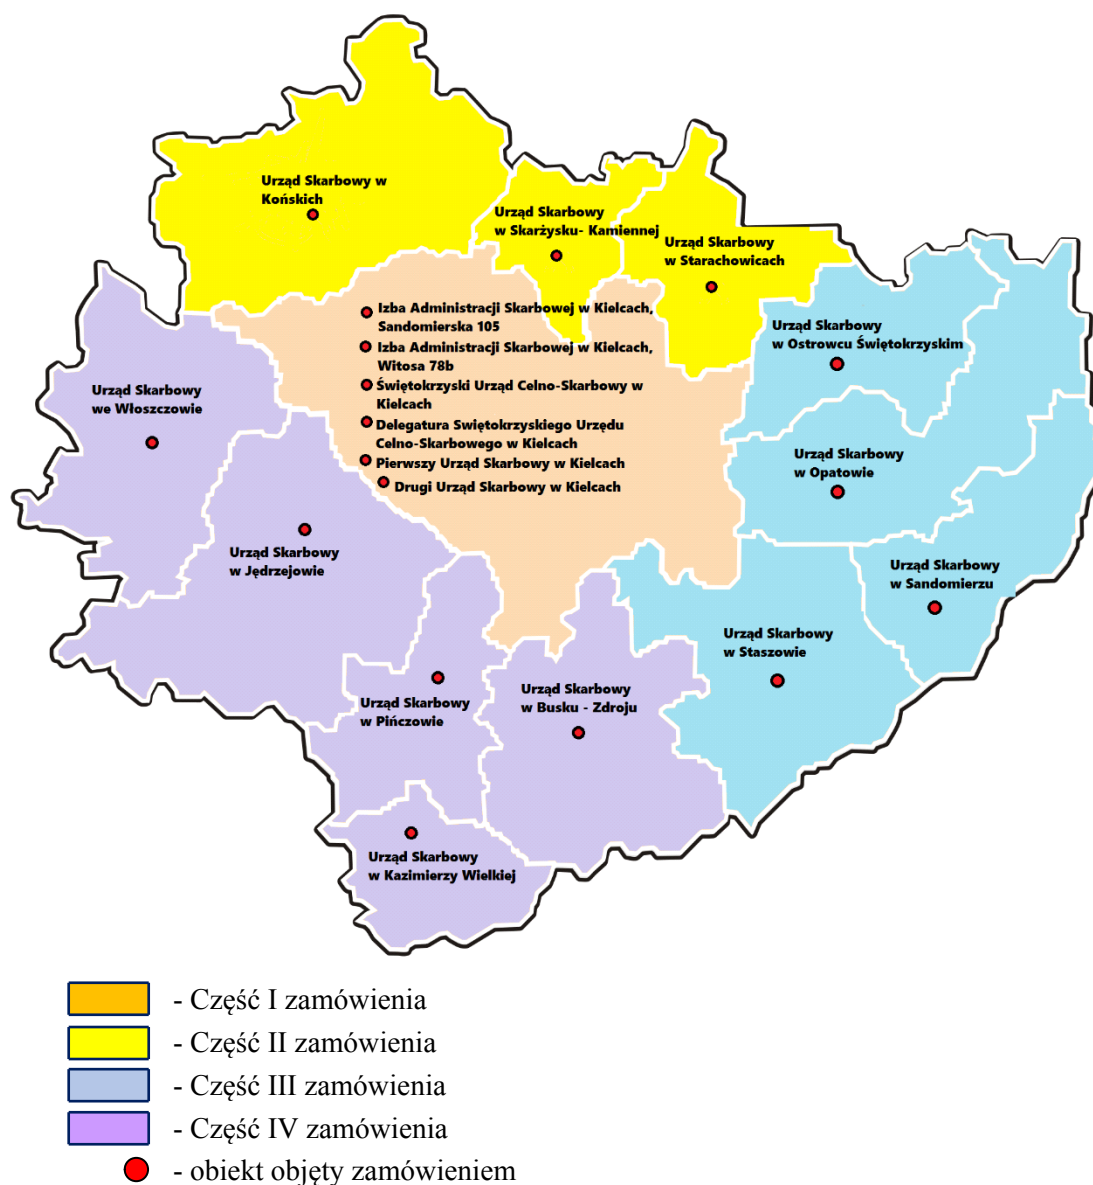 Urząd Skarbowy w
Końskich
Urząd Skarbowy
w Skarżysku- Kamiennej
Urząd Skarbowy
w Starachowicach
Izba Administracji Skarbowej w Kielcach,
Sandomierska 105
Izba Administracji Skarbowej w Kielcach,
Witosa 78b
Świętokrzyski Urząd Celno-Skarbowy w
Kielcach
Delegatura Swiętokrzyskiego Urzędu
Celno-Skarbowego w Kielcach
Pierwszy Urząd Skarbowy w Kielcach
Drugi Urząd Skarbowy w Kielcach
Urząd Skarbowy
w Ostrowcu Świętokrzyskim
Urząd Skarbowy
we Włoszczowie
Urząd Skarbowy
w Opatowie
Urząd Skarbowy
w Jędrzejowie
Urząd Skarbowy
w Sandomierzu
Urząd Skarbowy
w Staszowie
Urząd Skarbowy
w Pińczowie
Urząd Skarbowy
w Busku - Zdroju
Urząd Skarbowy
w Kazimierzy Wielkiej
- Część I zamówienia
- Część II zamówienia
- Część III zamówienia
- Część IV zamówienia
- obiekt objęty zamówieniem